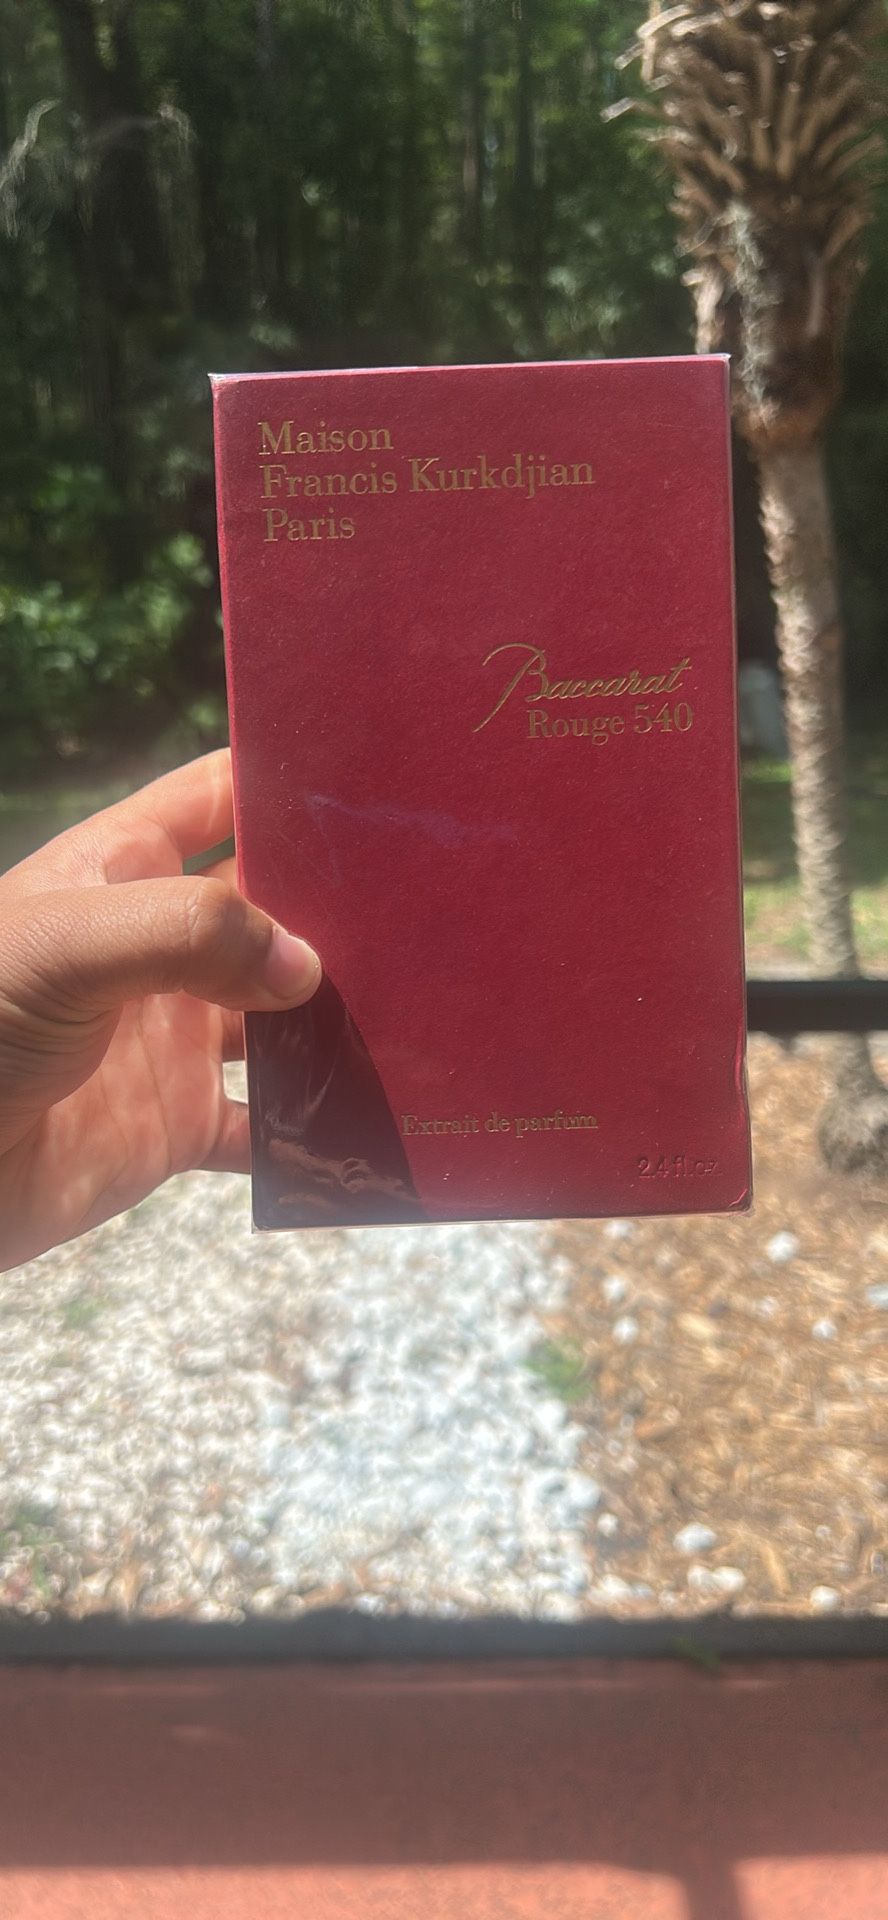 Maison
Francis Kurkdjian
Paris
Baccarat
Rouge 540
Extrait de parfum
2.4 fl.oz.